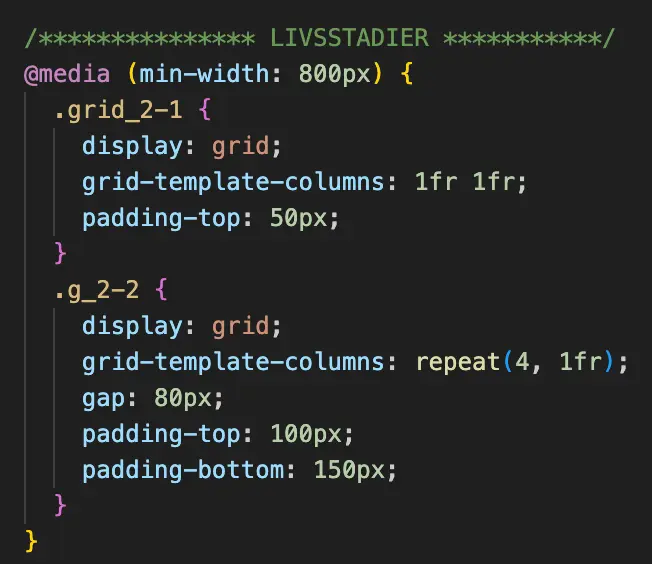 /*************** LIVSSTADIER ***********/
@media (min-width: 800px) {
  .grid_2-1 {
    display: grid;
    grid-template-columns: 1fr 1fr;
    padding-top: 50px;
  }
  .g_2-2 {
    display: grid;
    grid-template-columns: repeat(4, 1fr);
    gap: 80px;
    padding-top: 100px;
    padding-bottom: 150px;
  }
}